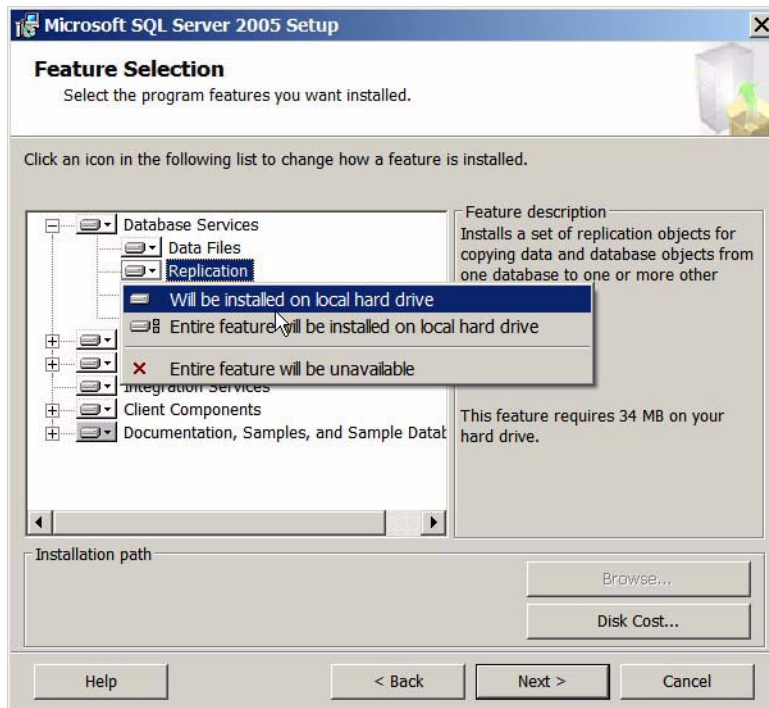 Microsoft SQL Server 2005 Setup
Feature Selection
Select the program features you want installed.
Click an icon in the following list to change how a feature is installed.
Database Services
Data Files
Replication
Will be installed on local hard drive
Entire feature will be installed on local hard drive
Entire feature will be unavailable
Integration Services
Client Components
Documentation, Samples, and Sample Datab
Feature description
Installs a set of replication objects for
copying data and database objects from
one database to one or more other
This feature requires 34 MB on your
hard drive.
Installation path
Browse...
Disk Cost...
Help
< Back
Next >
Cancel